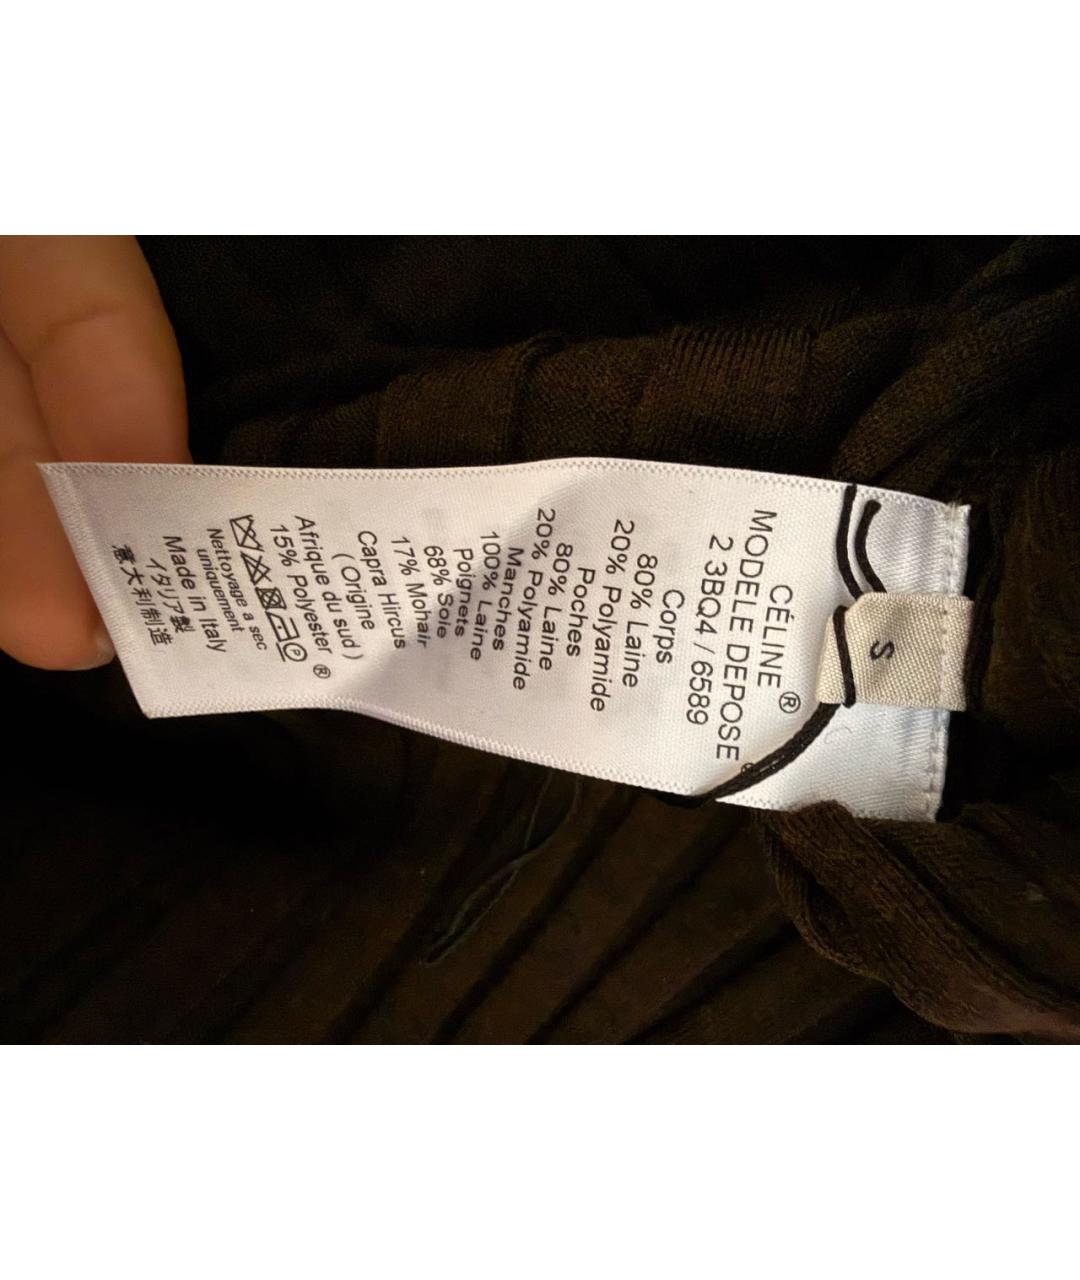 CÉLINE®
MODELE DEPOSE®
2 3BQ4 / 6589
Corps
80% Laine
20% Polyamide
Poches
80% Laine
20% Polyamide
Manches
100% Laine
Poignets
68% Soie
17% Mohair
Capra Hircus
( Origine
Afrique du sud )
15% Polyester ®
P
Nettoyage a sec
uniquement
Made in Italy
イタリア製
意大利制造
S